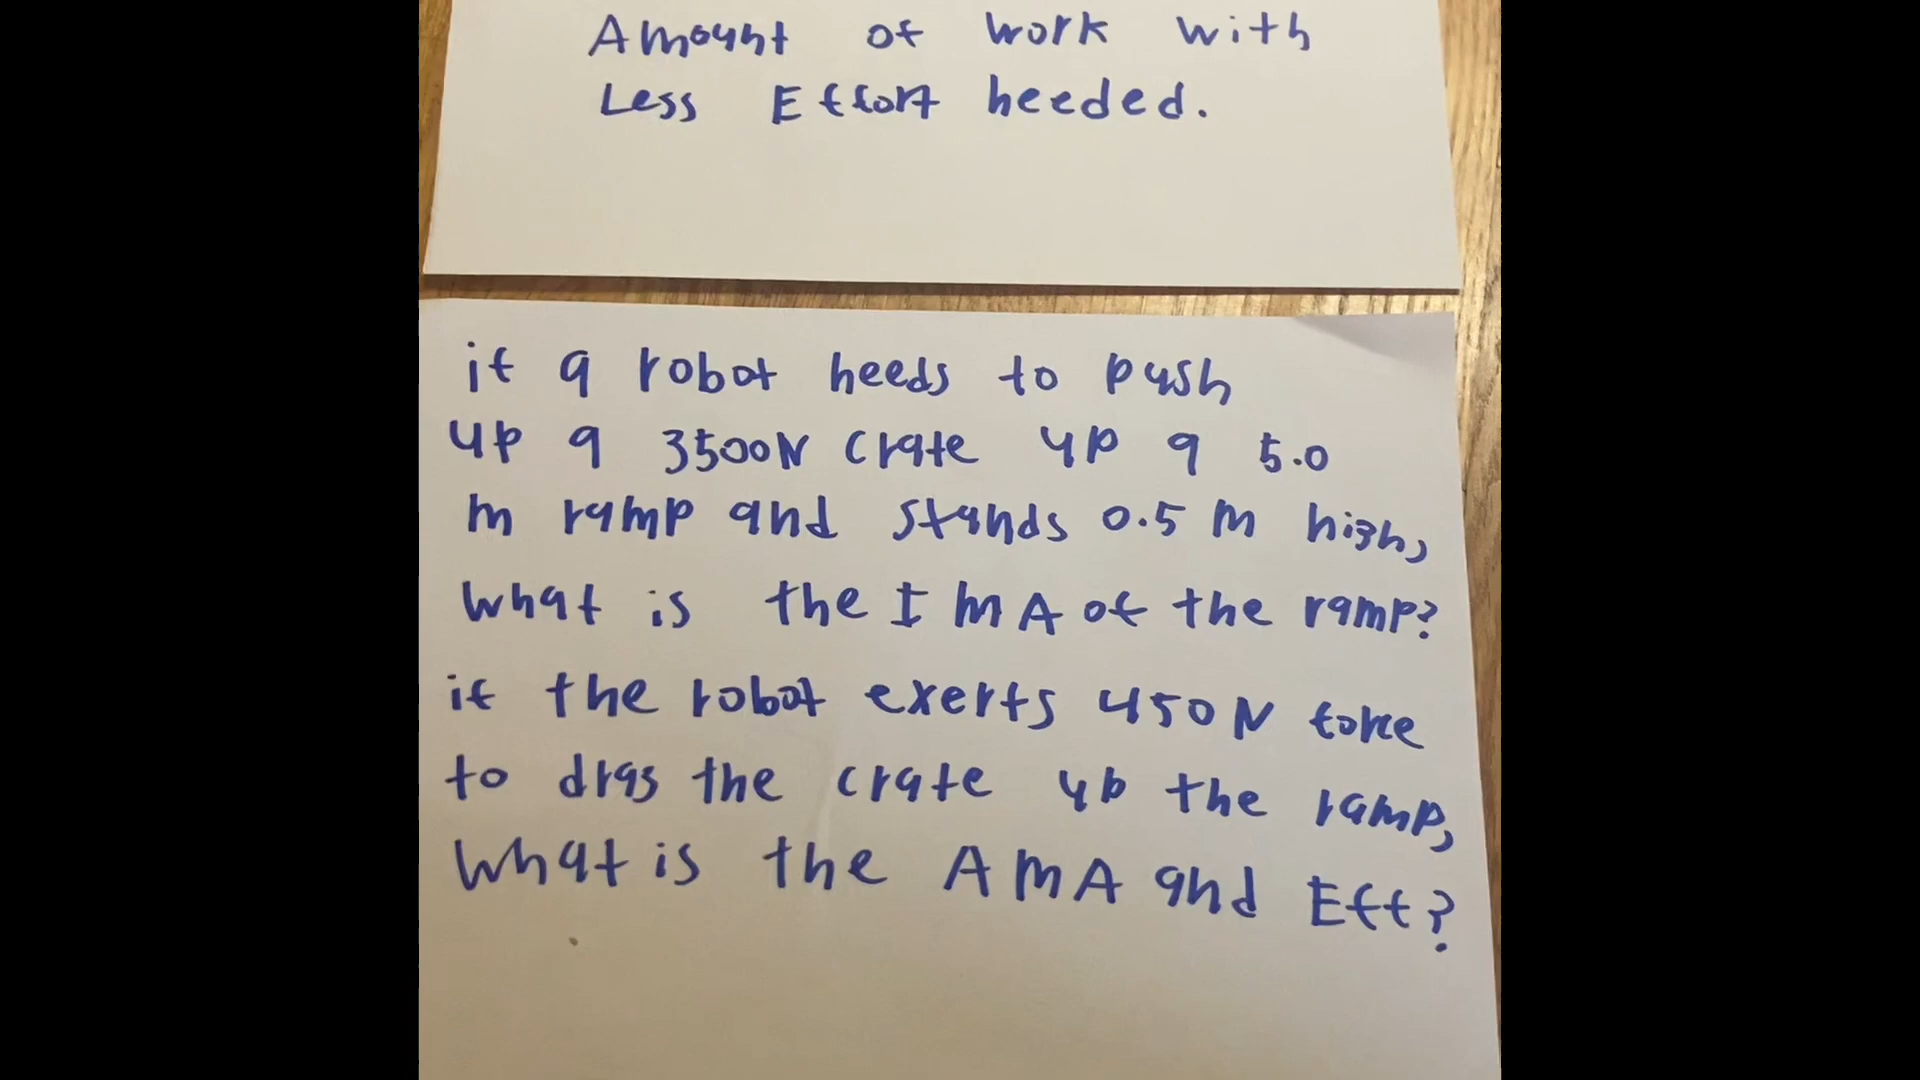 Amount of work with
Less Effort needed.
if a robot needs to push
up a 3500N crate up a 5.0
m ramp and stands 0.5 m high,
what is the IMA of the ramp?
if the robot exerts 450N force
to drag the crate up the ramp,
what is the AMA and Eff?